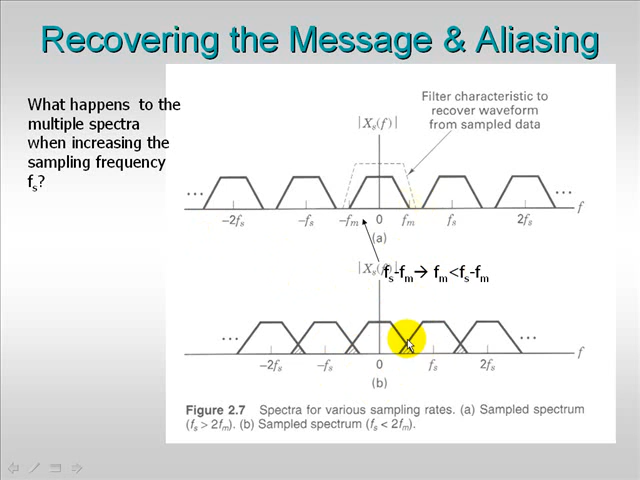 Recovering the Message & Aliasing
What happens to the
multiple spectra
when increasing the
sampling frequency
fs?
Filter characteristic to
recover waveform
from sampled data
|Xs(f)|
... ...
−2fs −fs −fm 0 fm fs 2fs f
(a)
fs-fm→ fm<fs-fm
|Xs(f)|
... ...
−2fs −fs 0 fs 2fs f
(b)
Figure 2.7 Spectra for various sampling rates. (a) Sampled spectrum
(fs > 2fm). (b) Sampled spectrum (fs < 2fm).